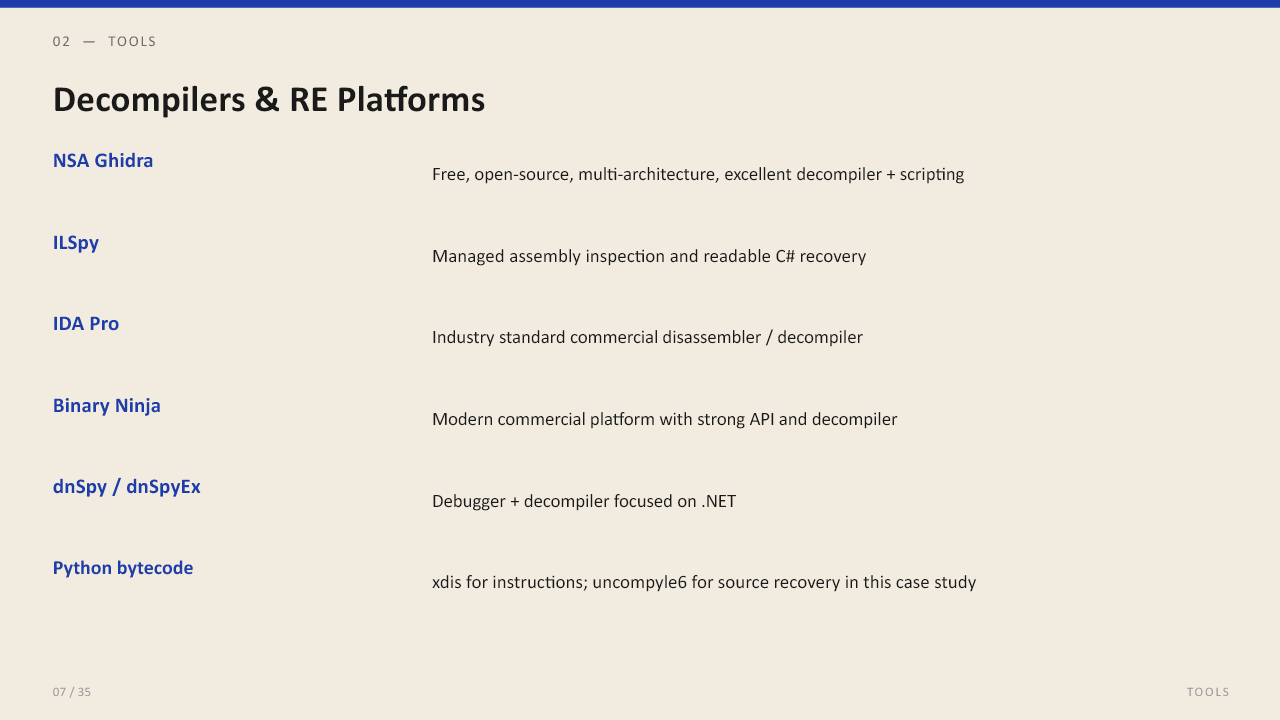 02 — TOOLS
Decompilers & RE Platforms
NSA Ghidra
Free, open-source, multi-architecture, excellent decompiler + scripting
ILSpy
Managed assembly inspection and readable C# recovery
IDA Pro
Industry standard commercial disassembler / decompiler
Binary Ninja
Modern commercial platform with strong API and decompiler
dnSpy / dnSpyEx
Debugger + decompiler focused on .NET
Python bytecode
xdis for instructions; uncompyle6 for source recovery in this case study
07 / 35
TOOLS